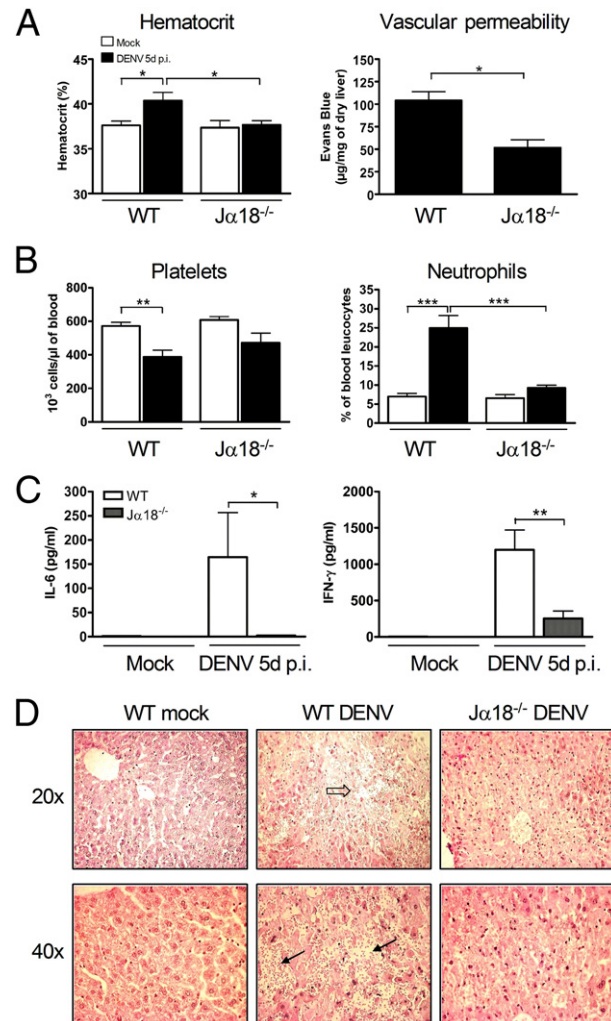 A
Hematocrit
Vascular permeability
Mock
DENV 5d p.i.
Hematocrit (%)
45
40
35
30
*
*
WT
Jα18-/-
Evans Blue
(µg/mg of dry liver)
150
125
100
75
50
25
0
*
WT
Jα18-/-
B
Platelets
Neutrophils
10³ cells/µl of blood
800
600
400
200
0
**
WT
Jα18-/-
% of blood leucocytes
35
30
25
20
15
10
5
0
***
***
WT
Jα18-/-
C
WT
Jα18-/-
IL-6 (pg/ml)
300
250
200
150
100
50
0
*
Mock
DENV 5d p.i.
IFN-γ (pg/ml)
2000
1500
1000
500
0
**
Mock
DENV 5d p.i.
D
WT mock
WT DENV
Jα18-/- DENV
20x
40x